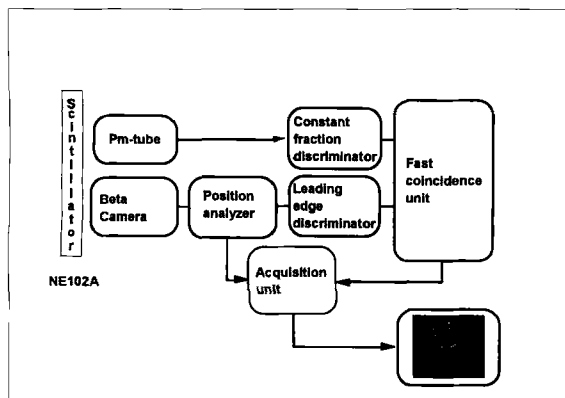 Scintillator
Pm-tube
Constant
fraction
discriminator
Fast
coincidence
unit
Beta
Camera
Position
analyzer
Leading
edge
discriminator
NE102A
Acquisition
unit